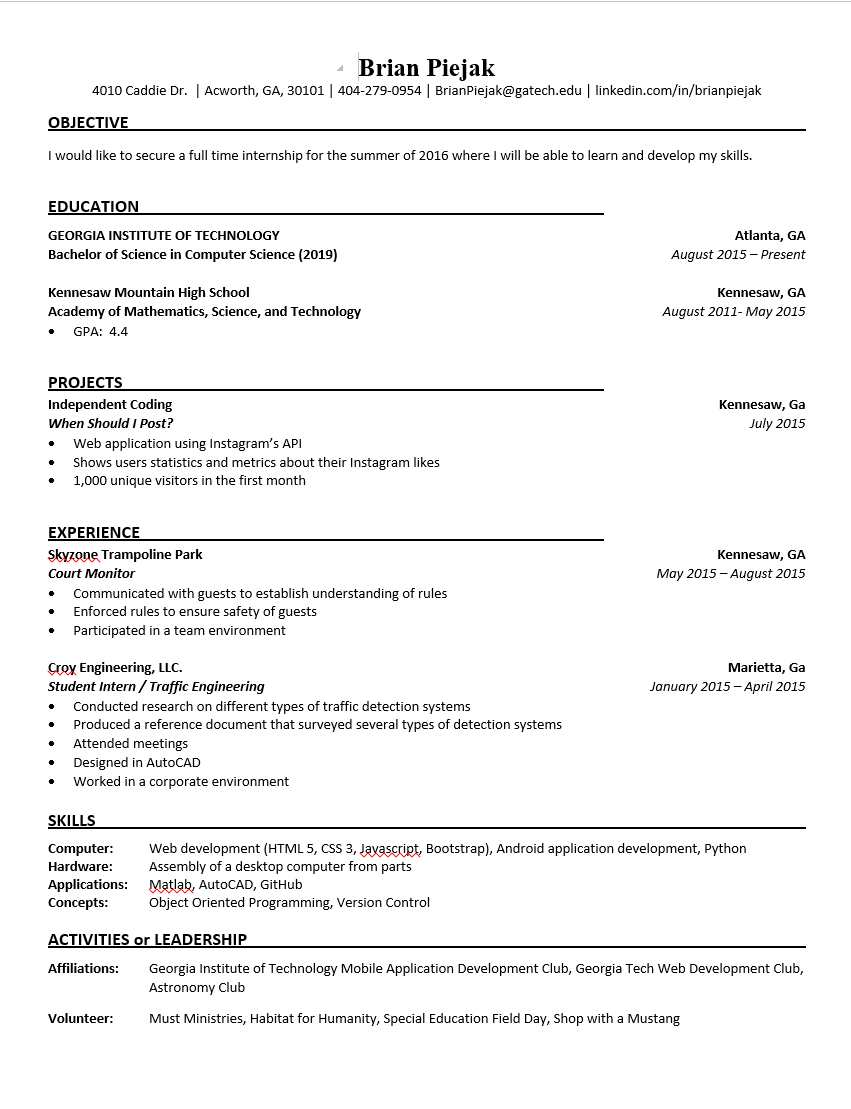 Brian Piejak
4010 Caddie Dr. | Acworth, GA, 30101 | 404-279-0954 | BrianPiejak@gatech.edu | linkedin.com/in/brianpiejak
OBJECTIVE
I would like to secure a full time internship for the summer of 2016 where I will be able to learn and develop my skills.
EDUCATION
GEORGIA INSTITUTE OF TECHNOLOGY Atlanta, GA
Bachelor of Science in Computer Science (2019) August 2015 – Present
Kennesaw Mountain High School Kennesaw, GA
Academy of Mathematics, Science, and Technology August 2011- May 2015
• GPA: 4.4
PROJECTS
Independent Coding Kennesaw, Ga
When Should I Post? July 2015
• Web application using Instagram's API
• Shows users statistics and metrics about their Instagram likes
• 1,000 unique visitors in the first month
EXPERIENCE
Skyzone Trampoline Park Kennesaw, GA
Court Monitor May 2015 – August 2015
• Communicated with guests to establish understanding of rules
• Enforced rules to ensure safety of guests
• Participated in a team environment
Croy Engineering, LLC. Marietta, Ga
Student Intern / Traffic Engineering January 2015 – April 2015
• Conducted research on different types of traffic detection systems
• Produced a reference document that surveyed several types of detection systems
• Attended meetings
• Designed in AutoCAD
• Worked in a corporate environment
SKILLS
Computer: Web development (HTML 5, CSS 3, Javascript, Bootstrap), Android application development, Python
Hardware: Assembly of a desktop computer from parts
Applications: Matlab, AutoCAD, GitHub
Concepts: Object Oriented Programming, Version Control
ACTIVITIES or LEADERSHIP
Affiliations: Georgia Institute of Technology Mobile Application Development Club, Georgia Tech Web Development Club,
Astronomy Club
Volunteer: Must Ministries, Habitat for Humanity, Special Education Field Day, Shop with a Mustang